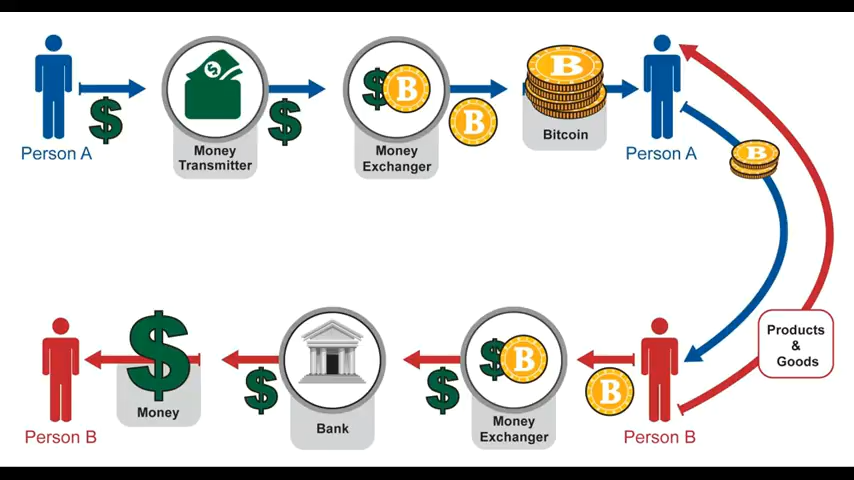 $
$
$
B
B
B
Person A
Money
Transmitter
$
Money
Exchanger
B
Bitcoin
Person A
B
Products
&
Goods
$
Money
Person B
$
Bank
$
$
B
Money
Exchanger
B
Person B